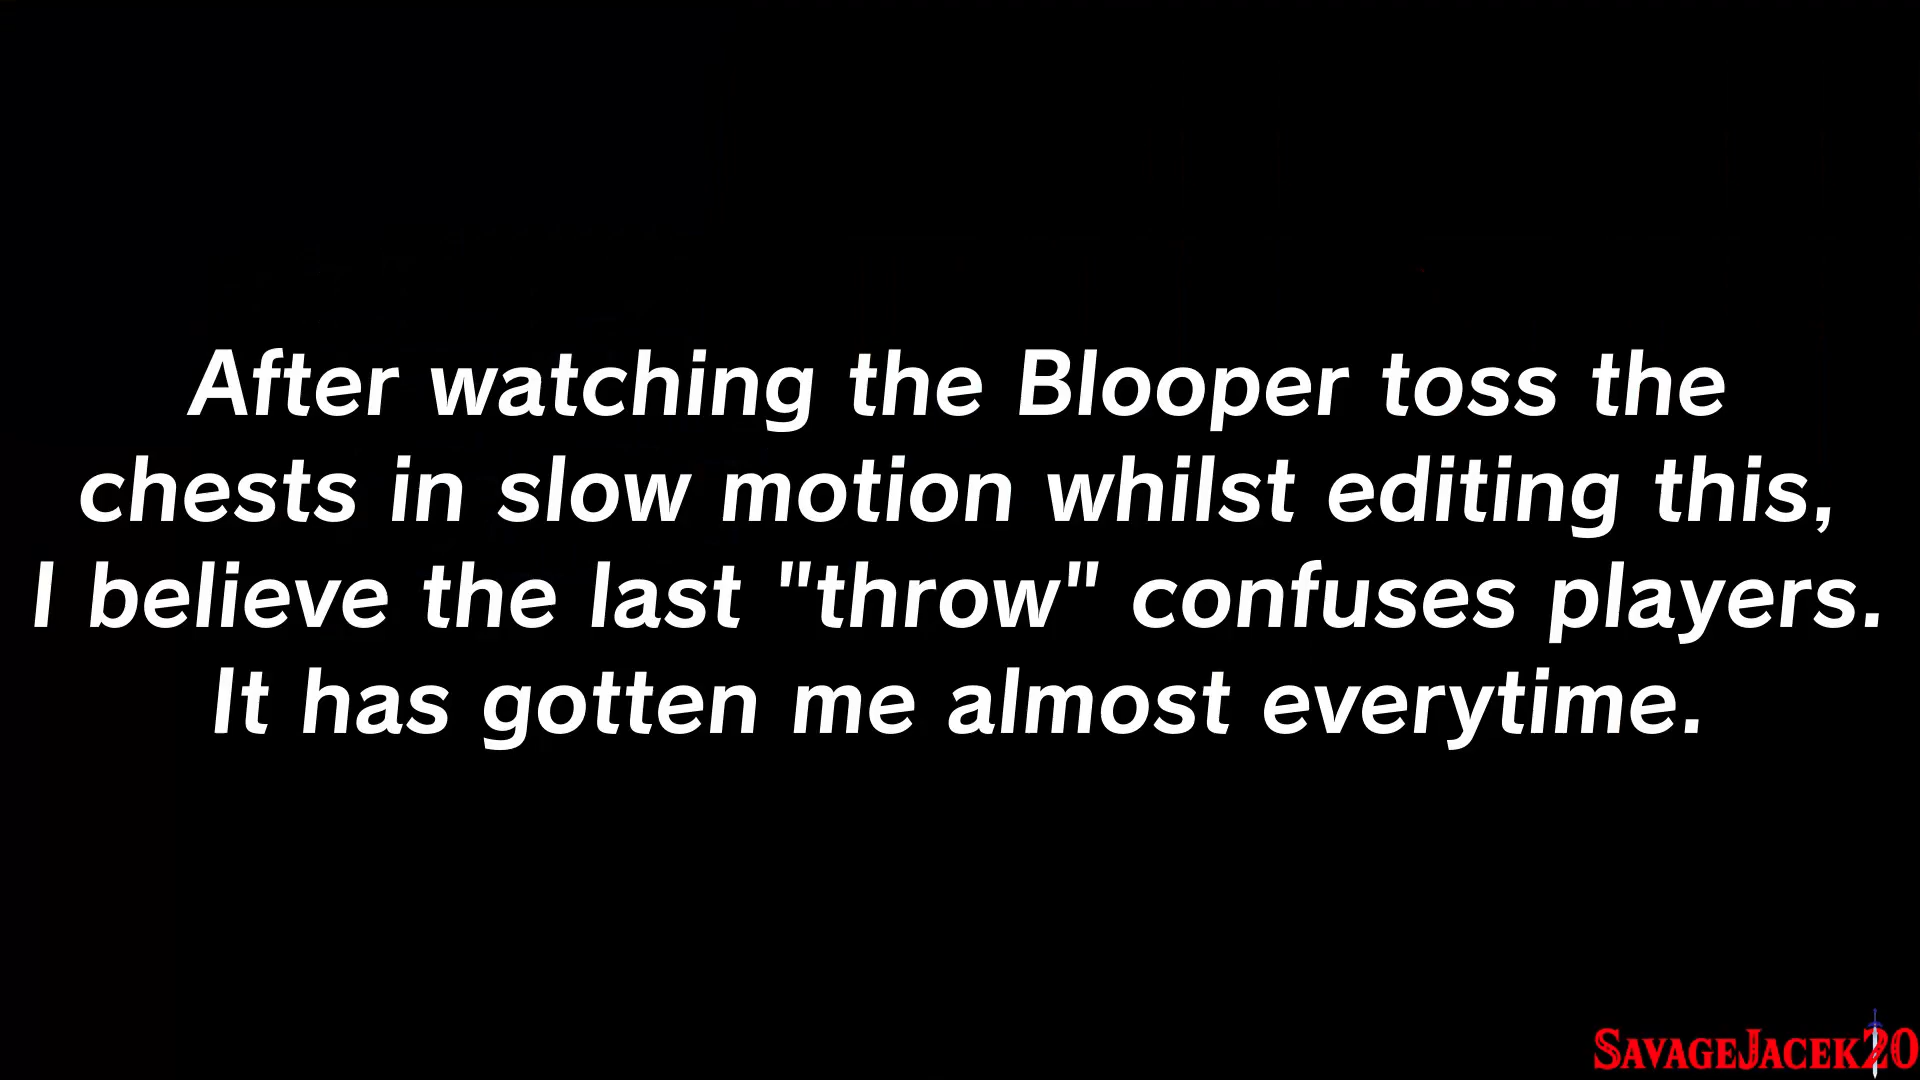 After watching the Blooper toss the
chests in slow motion whilst editing this,
I believe the last "throw" confuses players.
It has gotten me almost everytime.
SavageJacek20